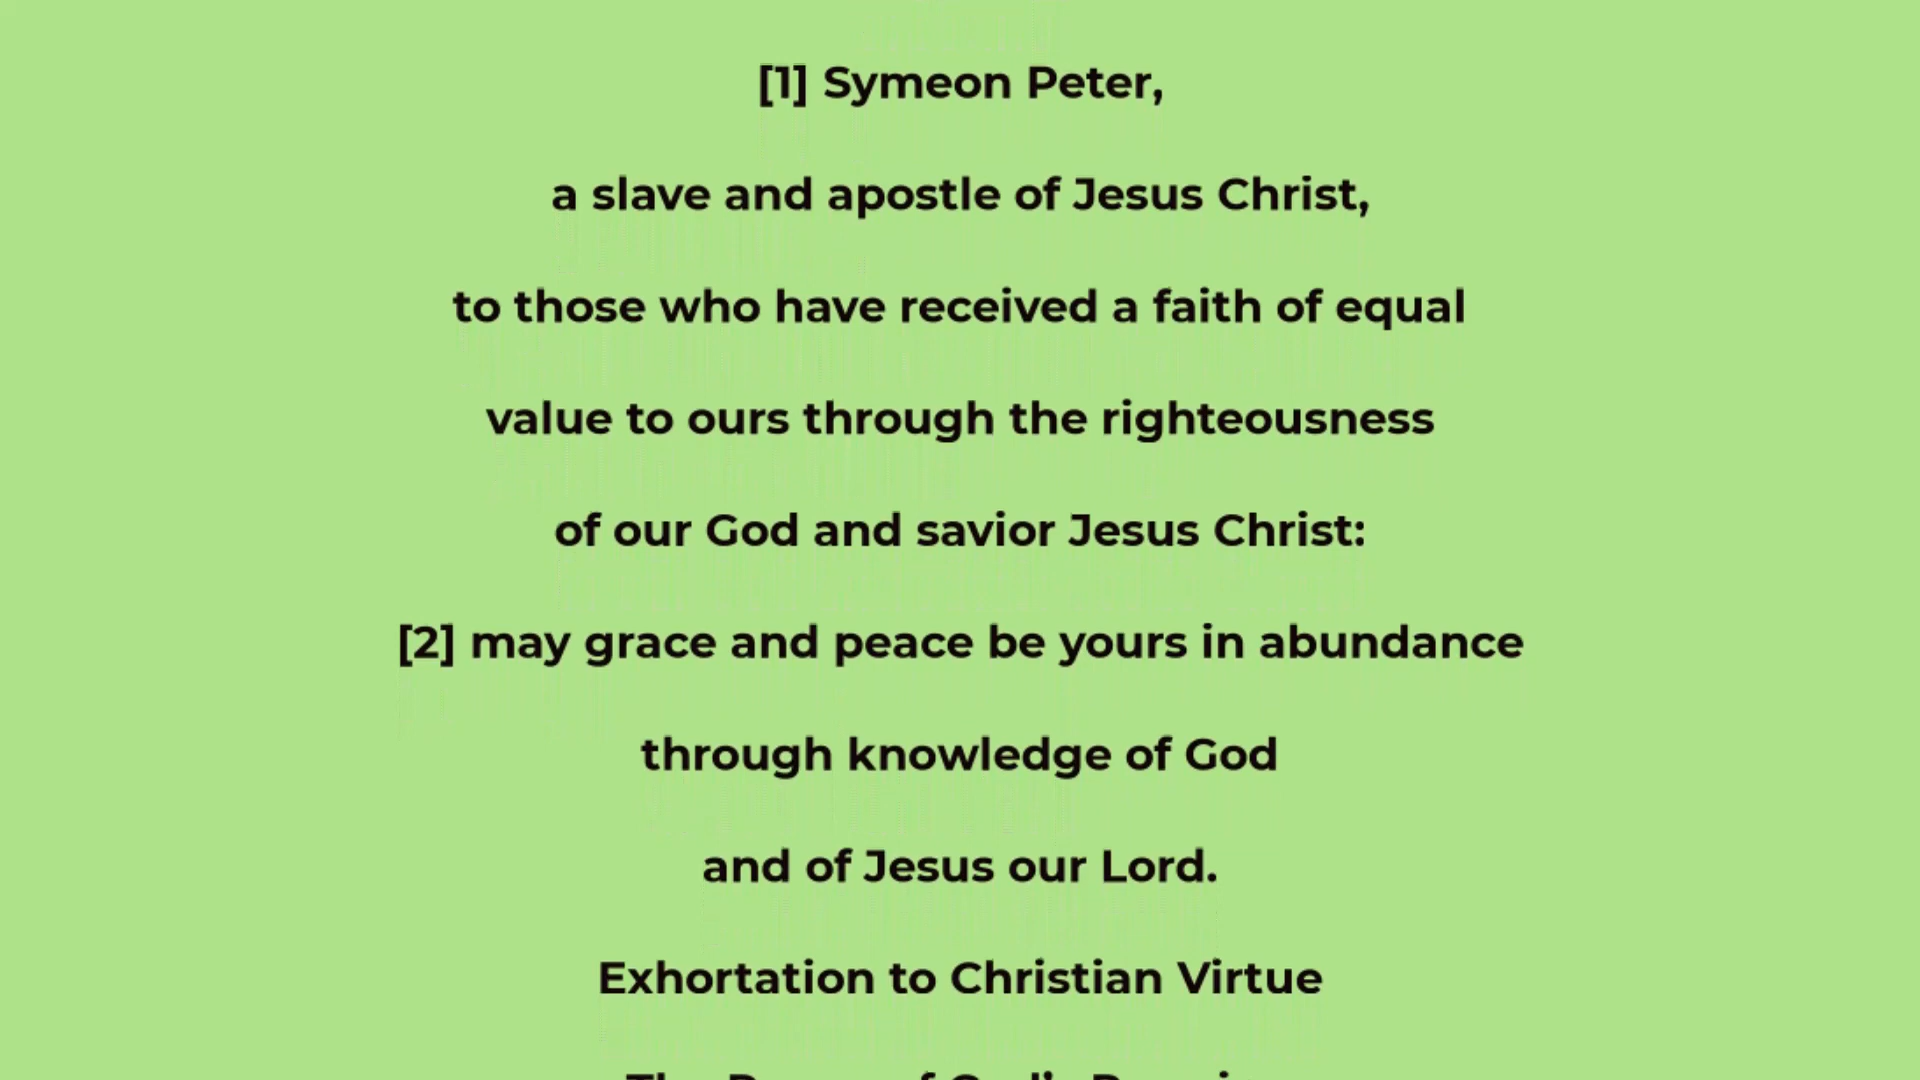 [1] Symeon Peter,
a slave and apostle of Jesus Christ,
to those who have received a faith of equal
value to ours through the righteousness
of our God and savior Jesus Christ:
[2] may grace and peace be yours in abundance
through knowledge of God
and of Jesus our Lord.
Exhortation to Christian Virtue